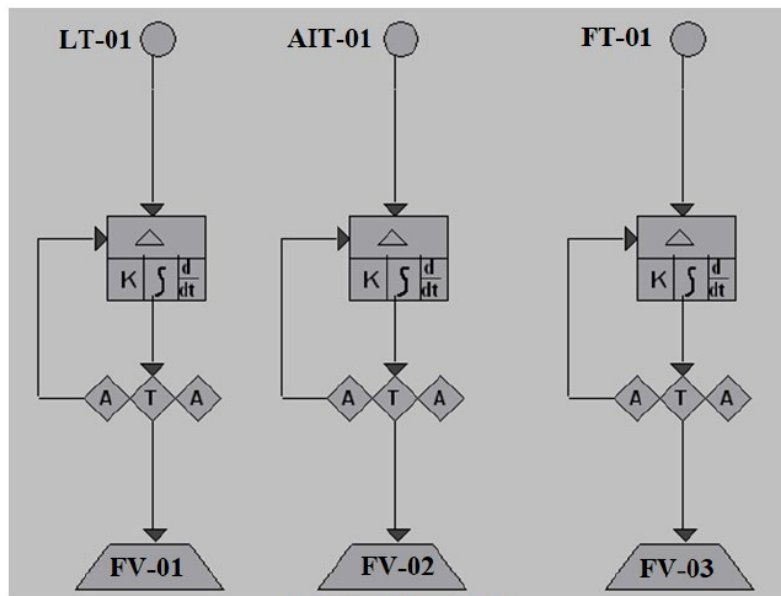 LT-01 AIT-01 FT-01
K ∫ d/dt K ∫ d/dt K ∫ d/dt
A T A A T A A T A
FV-01 FV-02 FV-03